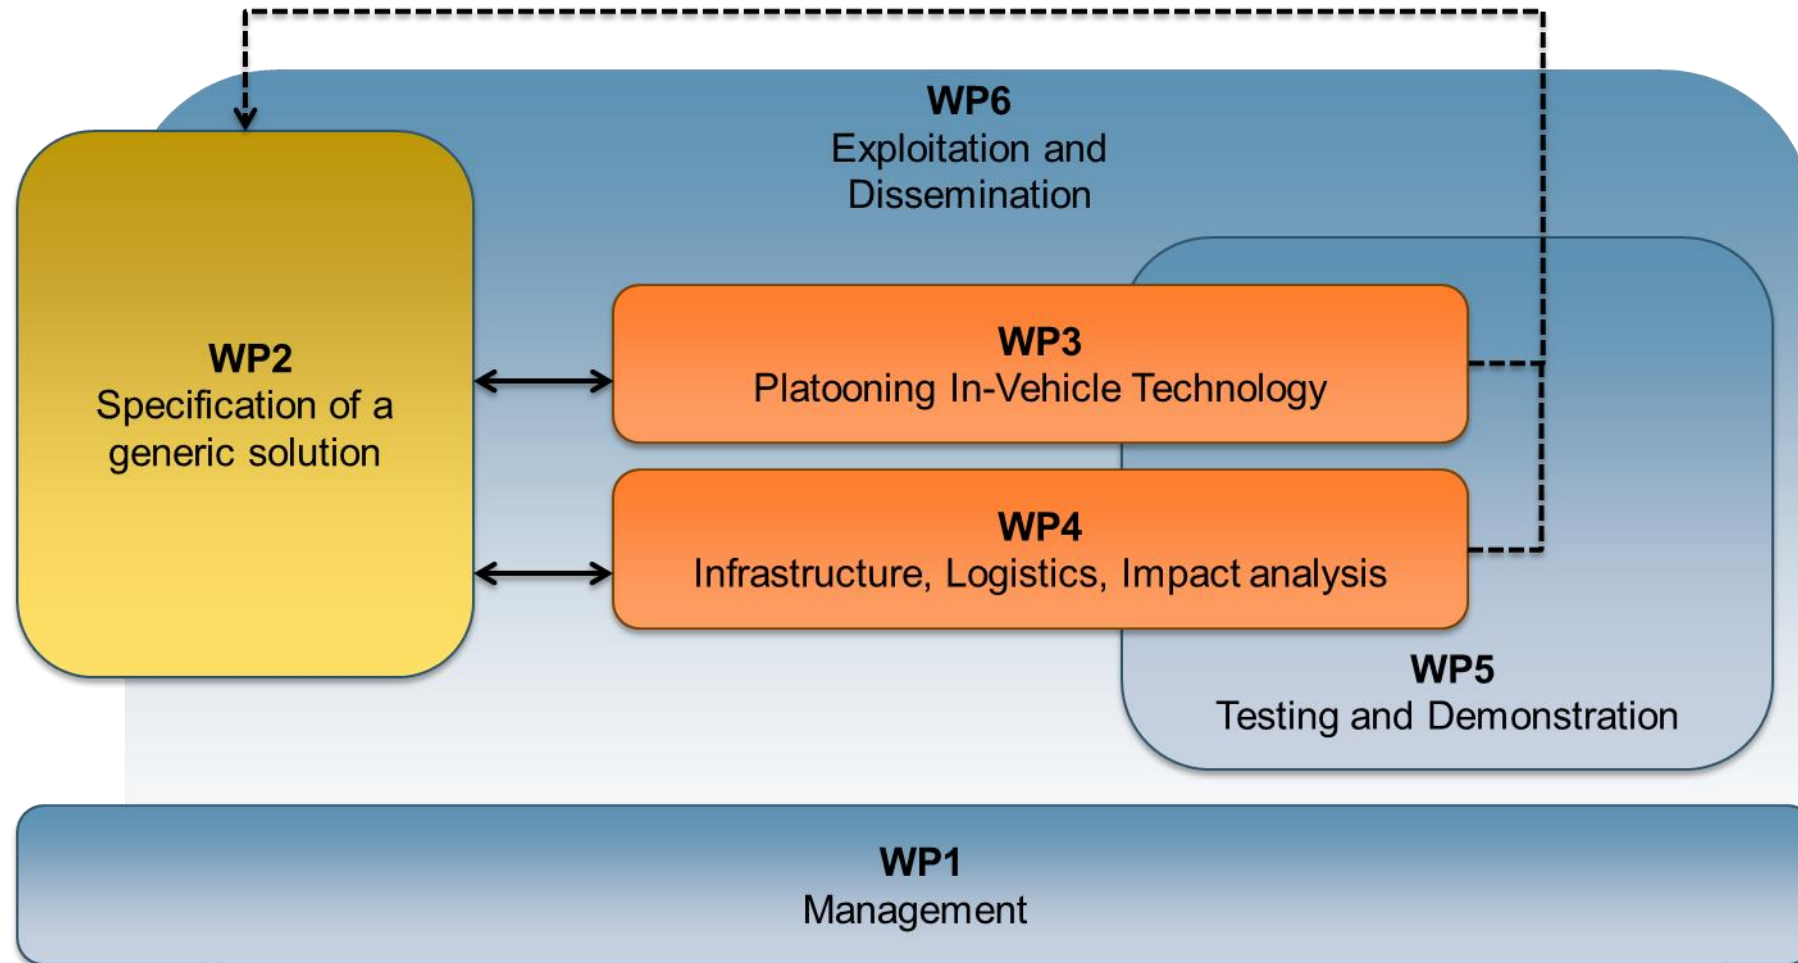 WP6
Exploitation and
Dissemination
WP2
Specification of a
generic solution
WP3
Platooning In-Vehicle Technology
WP4
Infrastructure, Logistics, Impact analysis
WP5
Testing and Demonstration
WP1
Management